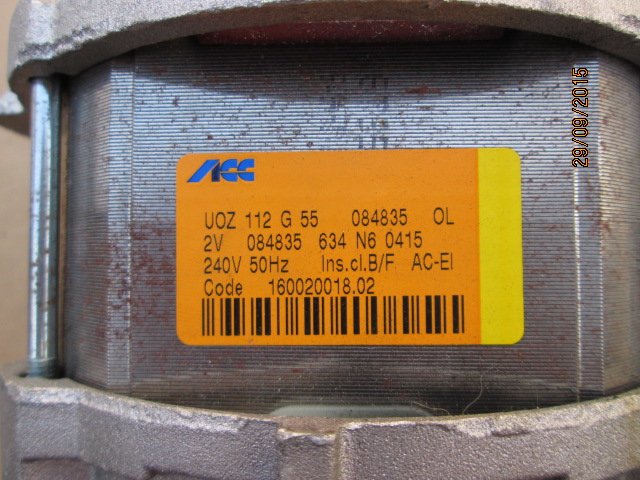 ACC
UOZ 112 G 55 084835 OL
2V 084835 634 N6 0415
240V 50Hz Ins.cl.B/F AC-EI
Code 160020018.02
29/09/2015